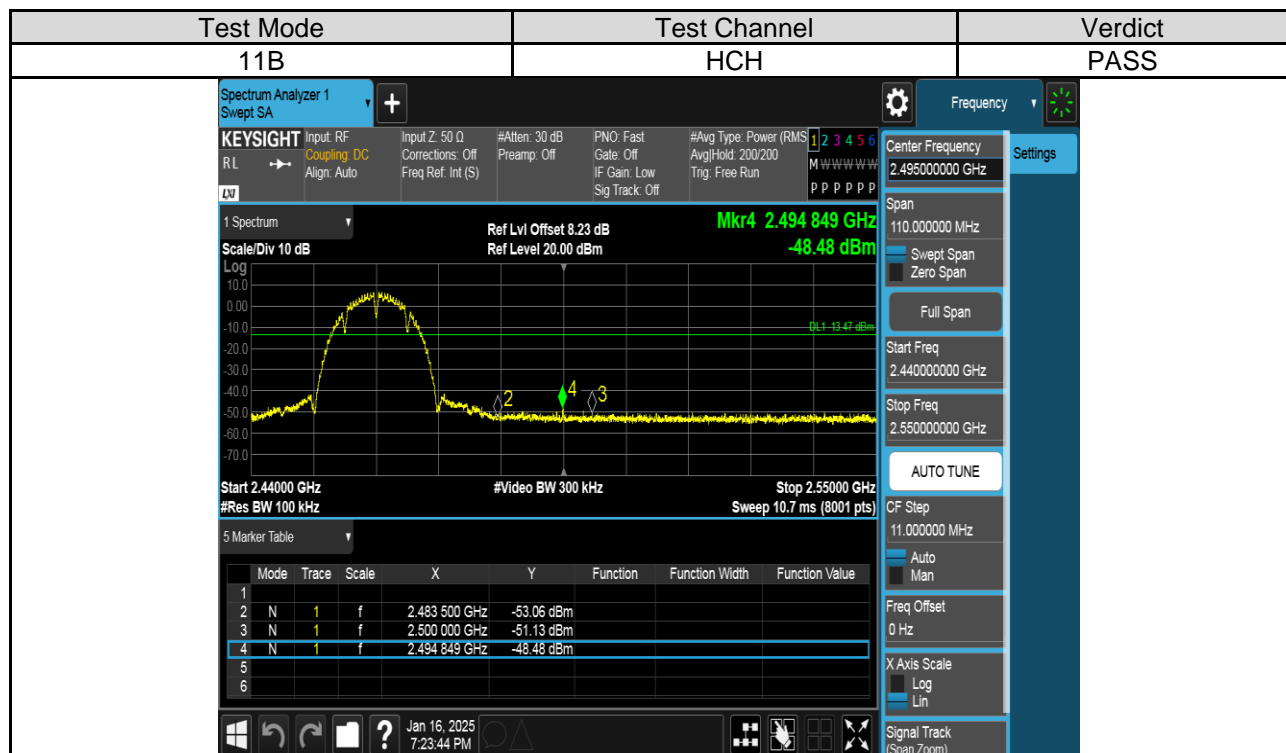 Test Mode Test Channel Verdict
11B HCH PASS
Spectrum Analyzer 1
Swept SA
+
Frequency
KEYSIGHT Input: RF Input Z: 50 Ω #Atten: 30 dB PNO: Fast #Avg Type: Power (RMS 1 2 3 4 5 6
RL Coupling: DC Corrections: Off Preamp: Off Gate: Off Avg|Hold: 200/200 M W W W W W
Align: Auto Freq Ref: Int (S) IF Gain: Low Trig: Free Run
LXI Sig Track: Off P P P P P P
1 Spectrum
Ref Lvl Offset 8.23 dB Mkr4 2.494 849 GHz
Scale/Div 10 dB Ref Level 20.00 dBm -48.48 dBm
Log
10.0
0.00
-10.0 DL1 -13.47 dBm
-20.0
-30.0
-40.0 2 4 3
-50.0
-60.0
-70.0
Start 2.44000 GHz #Video BW 300 kHz Stop 2.55000 GHz
#Res BW 100 kHz Sweep 10.7 ms (8001 pts)
5 Marker Table
Mode Trace Scale X Y Function Function Width Function Value
1
2 N 1 f 2.483 500 GHz -53.06 dBm
3 N 1 f 2.500 000 GHz -51.13 dBm
4 N 1 f 2.494 849 GHz -48.48 dBm
5
6
?
Jan 16, 2025
7:23:44 PM
Center Frequency
2.495000000 GHz
Settings
Span
110.000000 MHz
Swept Span
Zero Span
Full Span
Start Freq
2.440000000 GHz
Stop Freq
2.550000000 GHz
AUTO TUNE
CF Step
11.000000 MHz
Auto
Man
Freq Offset
0 Hz
X Axis Scale
Log
Lin
Signal Track
(Span Zoom)